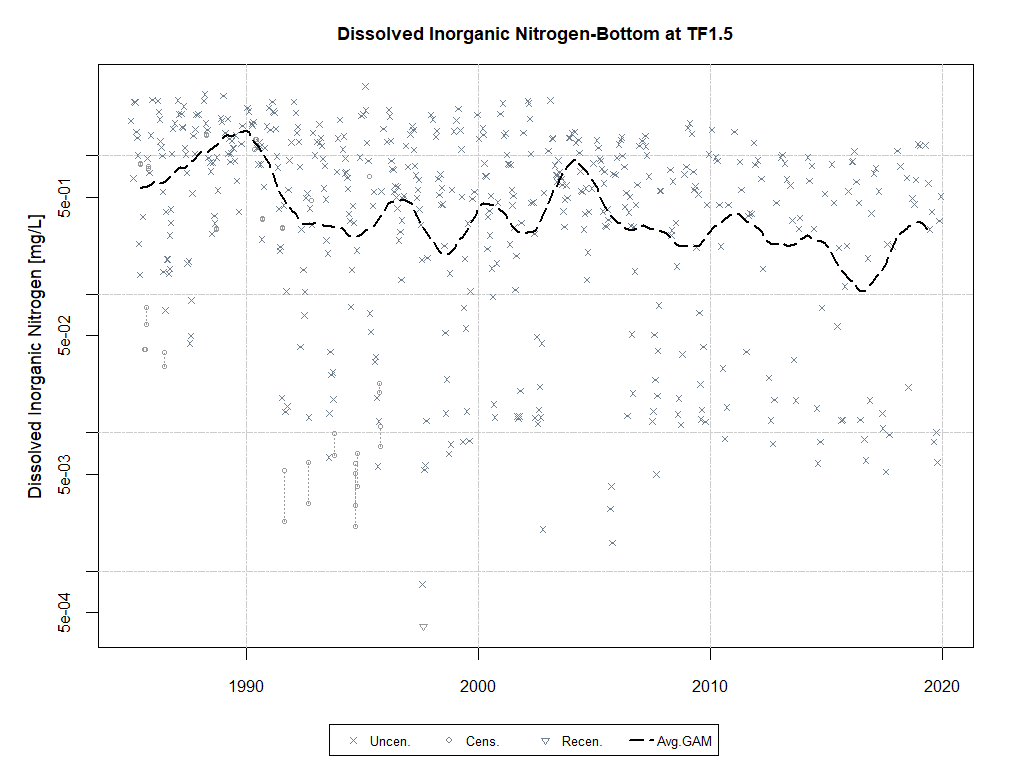 Dissolved Inorganic Nitrogen-Bottom at TF1.5
Dissolved Inorganic Nitrogen [mg/L]
5e-01
5e-02
5e-03
5e-04
1990 2000 2010 2020
Uncen. Cens. Recen. Avg.GAM